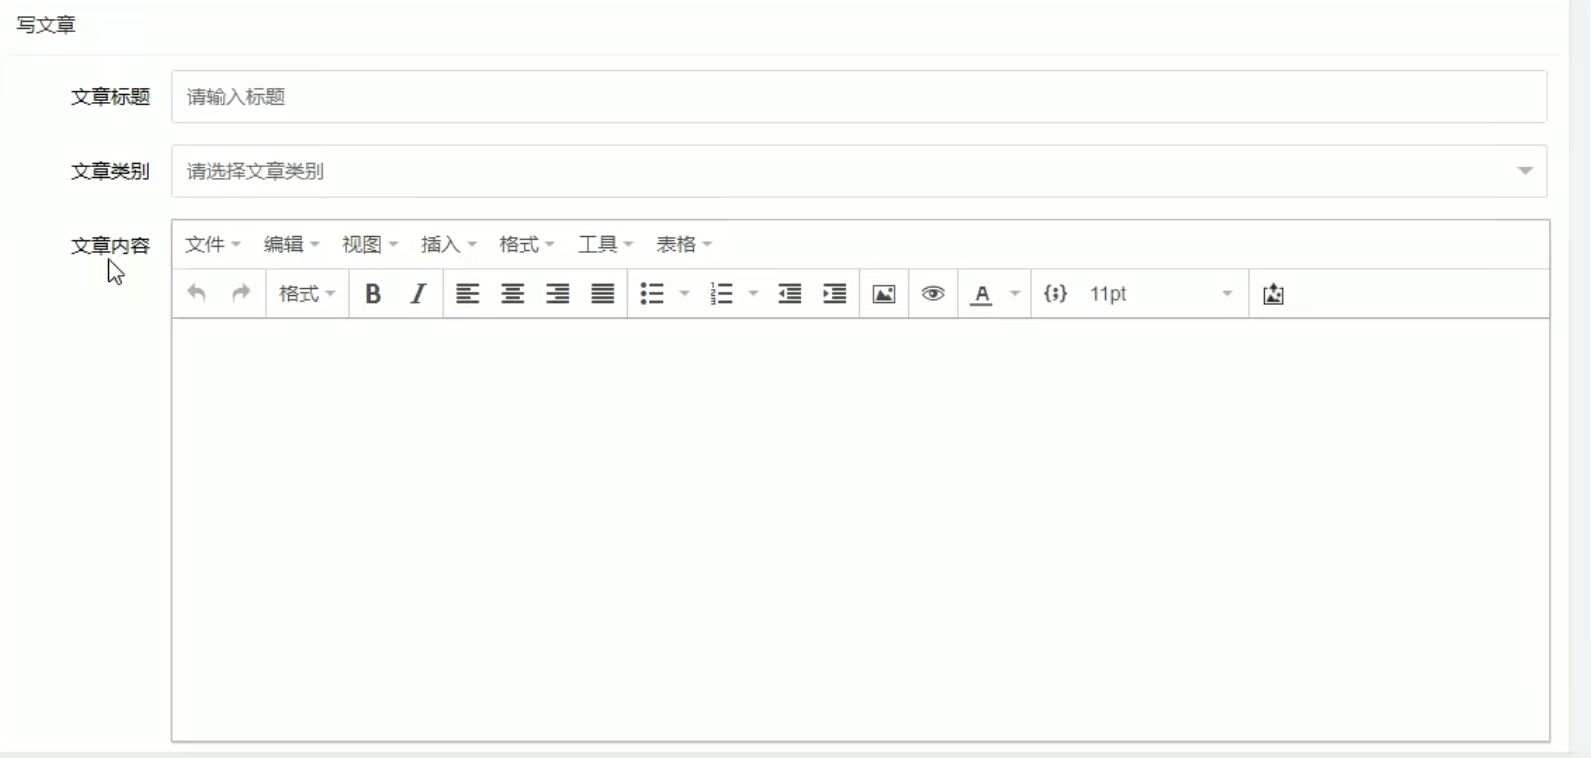 写文章
文章标题 请输入标题
文章类别 请选择文章类别
文章内容 文件 编辑 视图 插入 格式 工具 表格
格式 B I A {;} 11pt